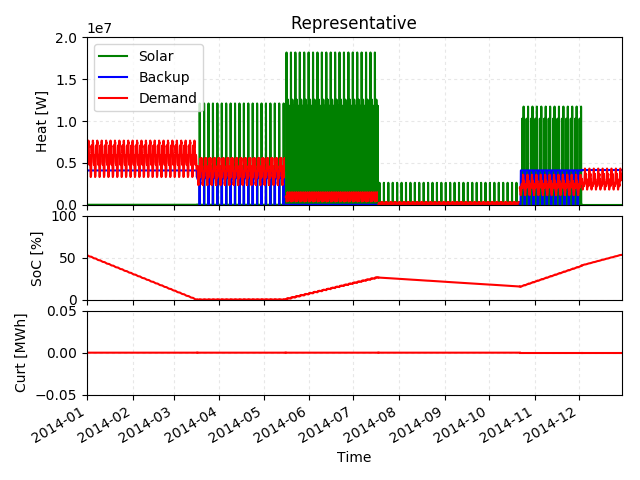 Representative
1e7
2.0
1.5
1.0
0.5
0.0
Heat [W]
Solar
Backup
Demand
100
50
0
SoC [%]
0.05
0.00
−0.05
Curt [MWh]
2014-01
2014-02
2014-03
2014-04
2014-05
2014-06
2014-07
2014-08
2014-09
2014-10
2014-11
2014-12
Time